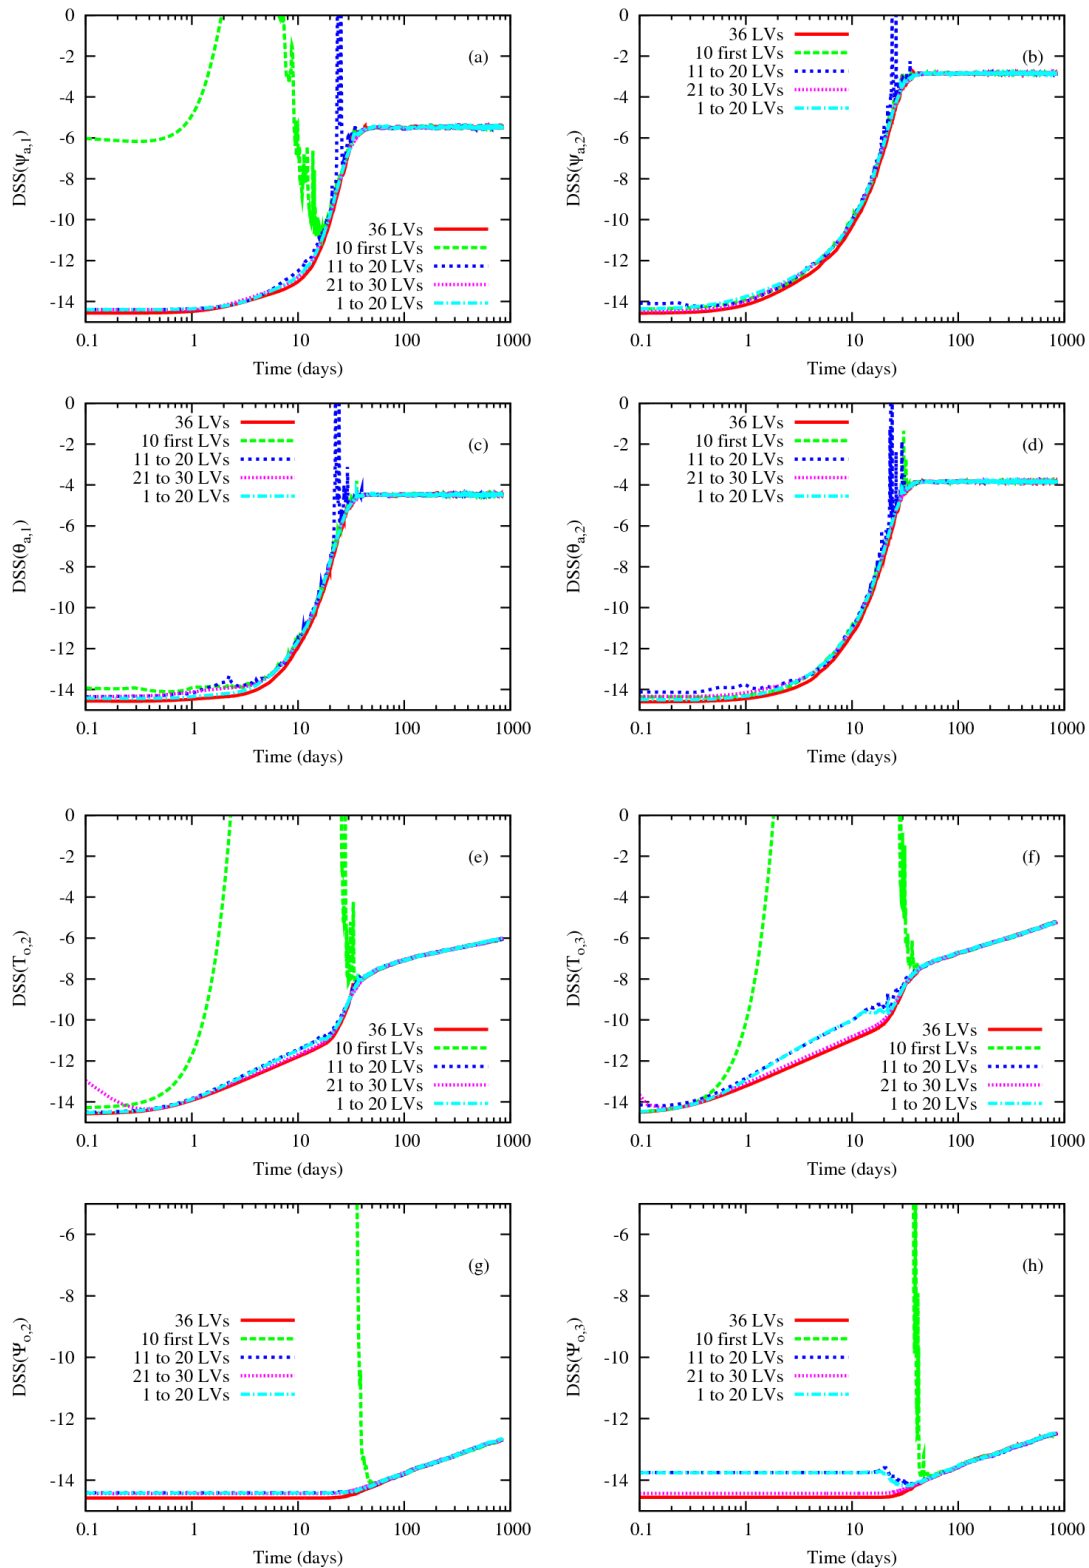 0
-2
-4
-6
-8
-10
-12
-14
DSS(ψa,1)
(a)
36 LVs
10 first LVs
11 to 20 LVs
21 to 30 LVs
1 to 20 LVs
0.1 1 10 100 1000
Time (days)
0
-2
-4
-6
-8
-10
-12
-14
DSS(ψa,2)
36 LVs
10 first LVs
11 to 20 LVs
21 to 30 LVs
1 to 20 LVs
(b)
0.1 1 10 100 1000
Time (days)
0
-2
-4
-6
-8
-10
-12
-14
DSS(θa,1)
36 LVs
10 first LVs
11 to 20 LVs
21 to 30 LVs
1 to 20 LVs
(c)
0.1 1 10 100 1000
Time (days)
0
-2
-4
-6
-8
-10
-12
-14
DSS(θa,2)
36 LVs
10 first LVs
11 to 20 LVs
21 to 30 LVs
1 to 20 LVs
(d)
0.1 1 10 100 1000
Time (days)
0
-2
-4
-6
-8
-10
-12
-14
DSS(To,2)
(e)
36 LVs
10 first LVs
11 to 20 LVs
21 to 30 LVs
1 to 20 LVs
0.1 1 10 100 1000
Time (days)
0
-2
-4
-6
-8
-10
-12
-14
DSS(To,3)
(f)
36 LVs
10 first LVs
11 to 20 LVs
21 to 30 LVs
1 to 20 LVs
0.1 1 10 100 1000
Time (days)
-6
-8
-10
-12
-14
DSS(Ψo,2)
(g)
36 LVs
10 first LVs
11 to 20 LVs
21 to 30 LVs
1 to 20 LVs
0.1 1 10 100 1000
Time (days)
-6
-8
-10
-12
-14
DSS(Ψo,3)
(h)
36 LVs
10 first LVs
11 to 20 LVs
21 to 30 LVs
1 to 20 LVs
0.1 1 10 100 1000
Time (days)